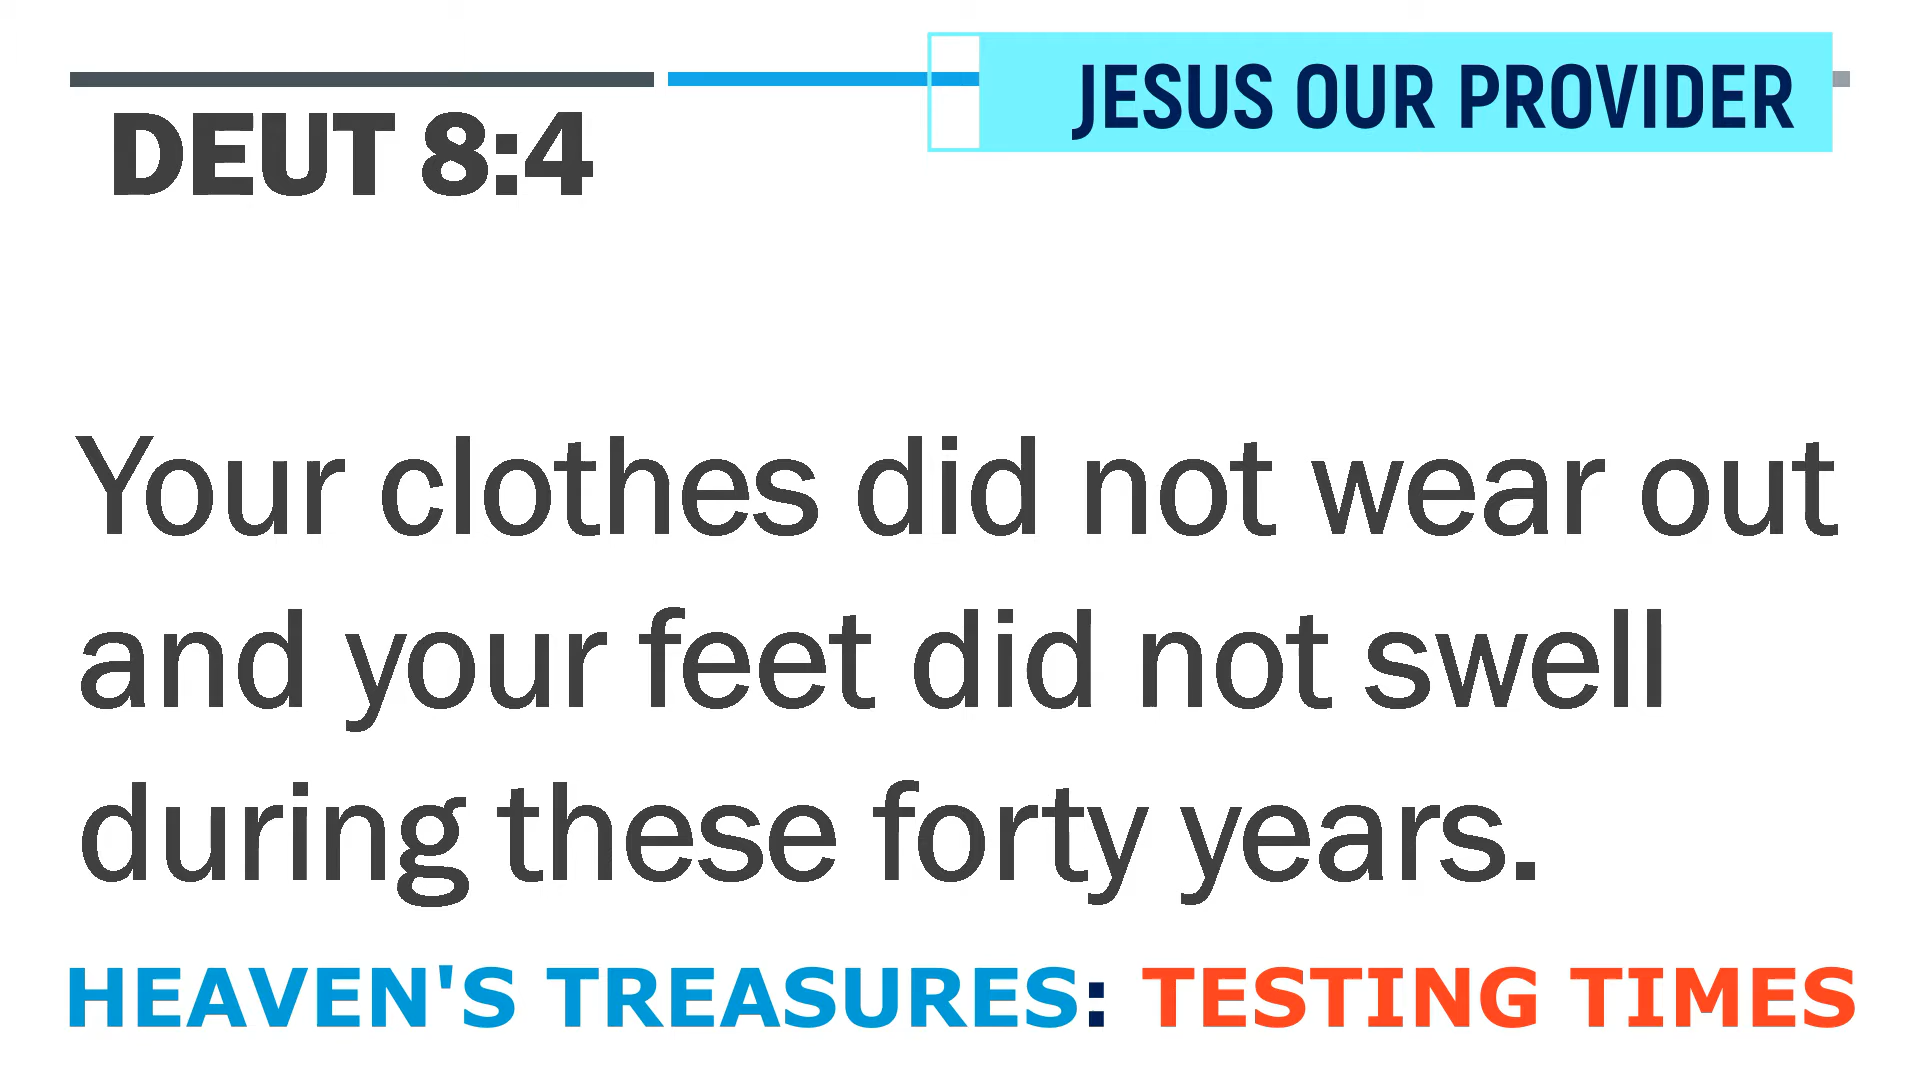 JESUS OUR PROVIDER
DEUT 8:4
Your clothes did not wear out
and your feet did not swell
during these forty years.
HEAVEN'S TREASURES: TESTING TIMES